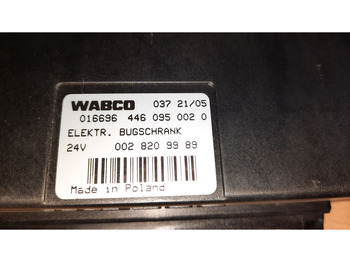 WABCO 037 21/05
016696 446 095 002 0
ELEKTR. BUGSCHRANK
24V 002 820 99 89
Made in Poland